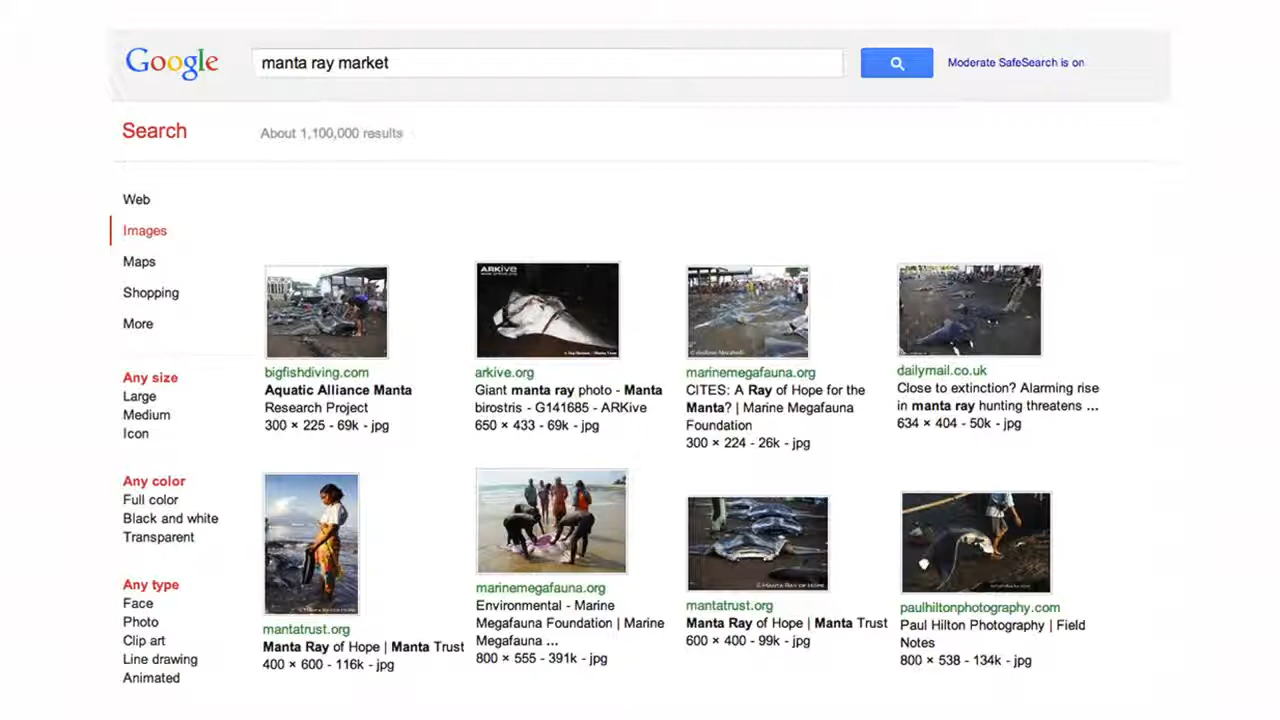 Google
manta ray market
Moderate SafeSearch is on
Search
About 1,100,000 results
Web
Images
Maps
Shopping
More
Any size
Large
Medium
Icon
Any color
Full color
Black and white
Transparent
Any type
Face
Photo
Clip art
Line drawing
Animated
bigfishdiving.com
Aquatic Alliance Manta
Research Project
300 × 225 - 69k - jpg
ARKive
arkive.org
Giant manta ray photo - Manta
birostris - G141685 - ARKive
650 × 433 - 69k - jpg
marinemegafauna.org
CITES: A Ray of Hope for the
Manta? | Marine Megafauna
Foundation
300 × 224 - 26k - jpg
dailymail.co.uk
Close to extinction? Alarming rise
in manta ray hunting threatens ...
634 × 404 - 50k - jpg
mantatrust.org
Manta Ray of Hope | Manta Trust
400 × 600 - 116k - jpg
marinemegafauna.org
Environmental - Marine
Megafauna Foundation | Marine
Megafauna ...
800 × 555 - 391k - jpg
© Manta Ray of Hope
mantatrust.org
Manta Ray of Hope | Manta Trust
600 × 400 - 99k - jpg
paulhiltonphotography.com
Paul Hilton Photography | Field
Notes
800 × 538 - 134k - jpg